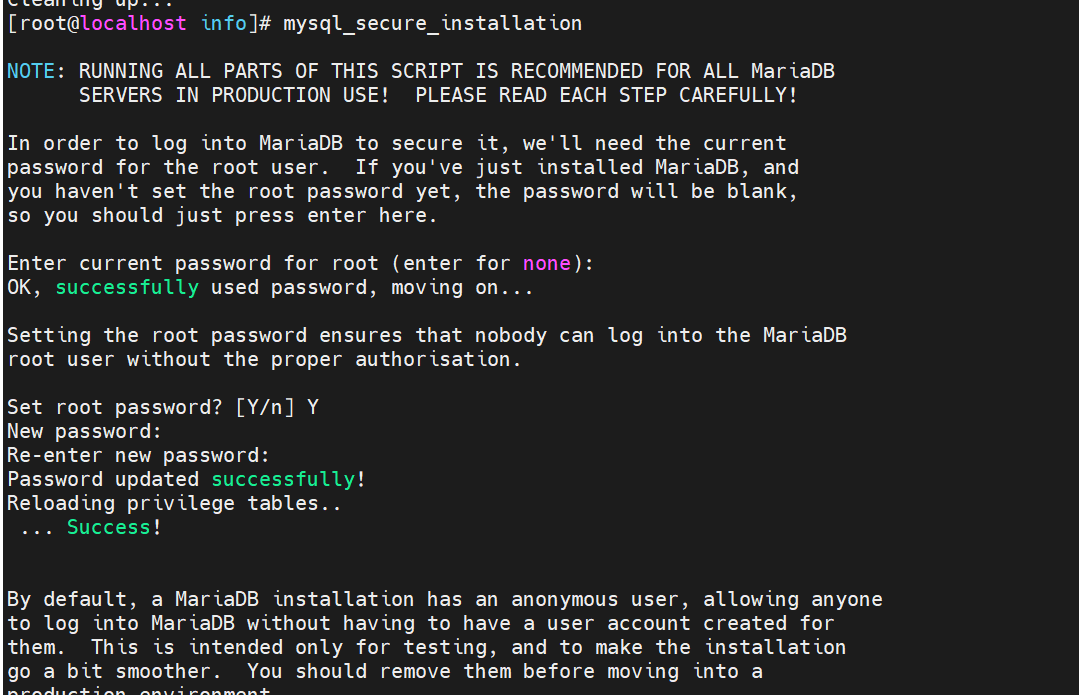 Cleaning up...
[root@localhost info]# mysql_secure_installation
NOTE: RUNNING ALL PARTS OF THIS SCRIPT IS RECOMMENDED FOR ALL MariaDB
SERVERS IN PRODUCTION USE!  PLEASE READ EACH STEP CAREFULLY!
In order to log into MariaDB to secure it, we'll need the current
password for the root user.  If you've just installed MariaDB, and
you haven't set the root password yet, the password will be blank,
so you should just press enter here.
Enter current password for root (enter for none):
OK, successfully used password, moving on...
Setting the root password ensures that nobody can log into the MariaDB
root user without the proper authorisation.
Set root password? [Y/n] Y
New password:
Re-enter new password:
Password updated successfully!
Reloading privilege tables..
... Success!
By default, a MariaDB installation has an anonymous user, allowing anyone
to log into MariaDB without having to have a user account created for
them.  This is intended only for testing, and to make the installation
go a bit smoother.  You should remove them before moving into a
production environment.